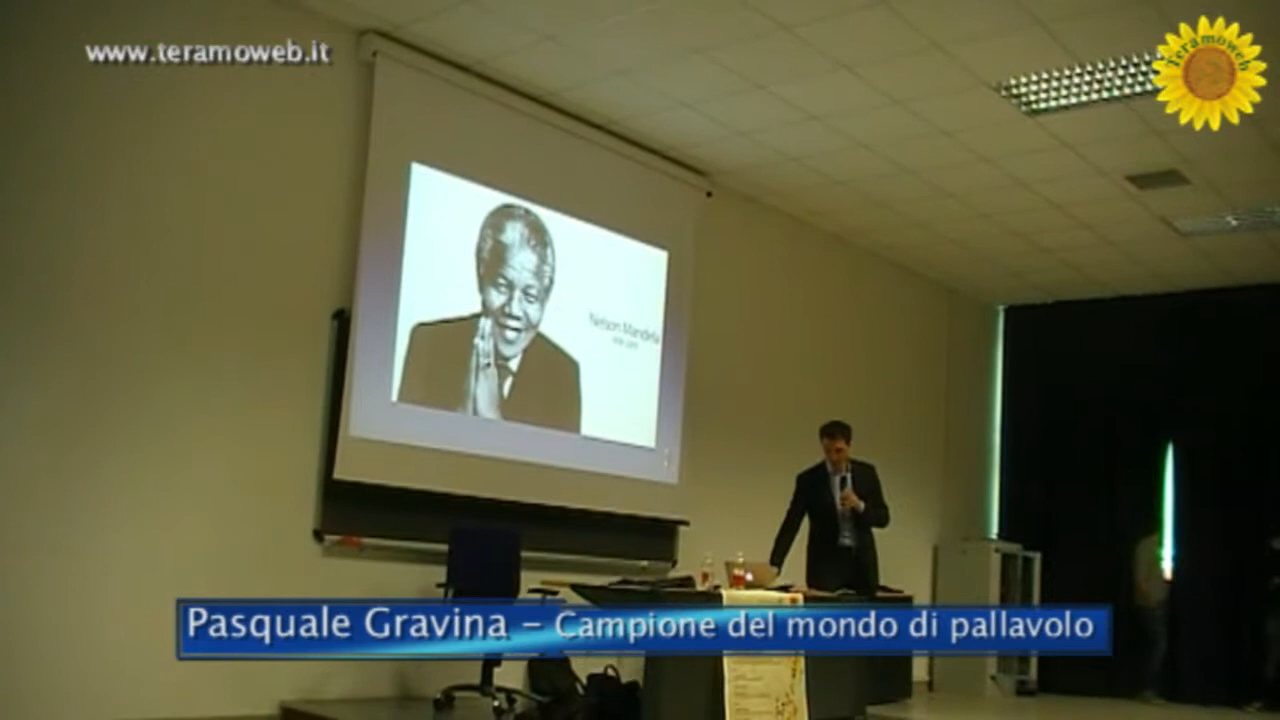 www.teramoweb.it
Teramoweb
Nelson Mandela
Pasquale Gravina - Campione del mondo di pallavolo